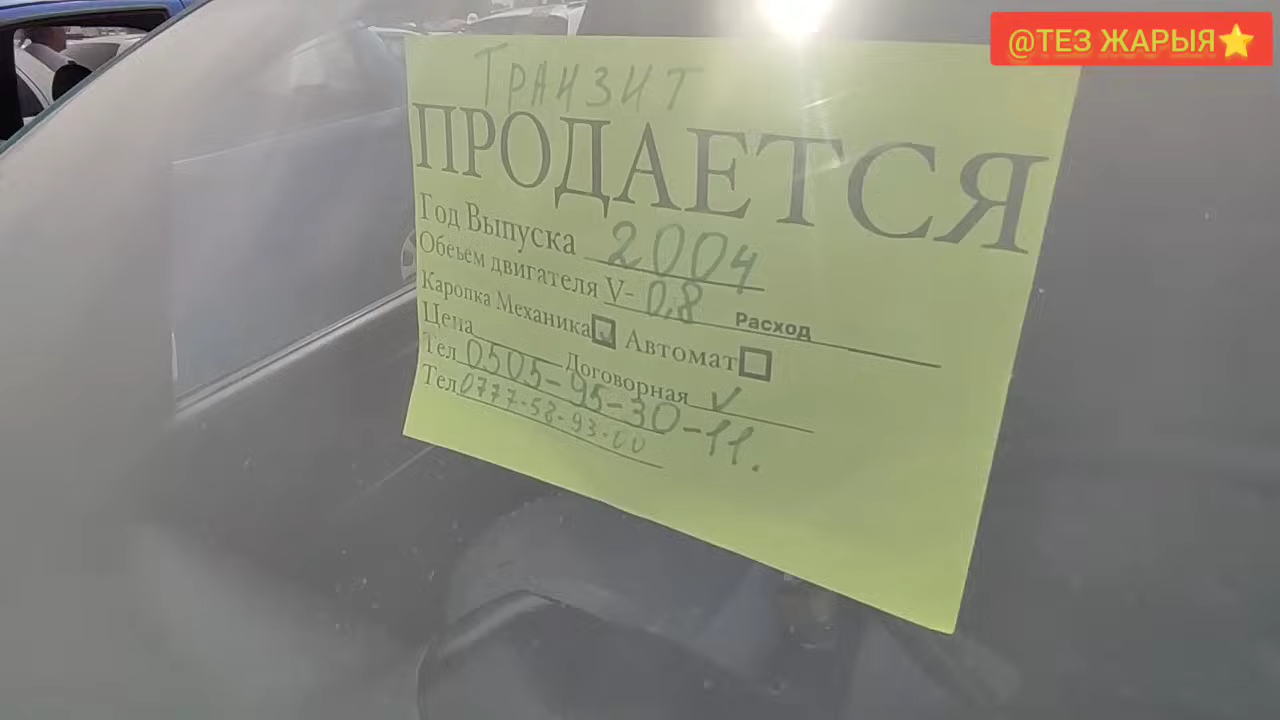 @ТЕЗ ЖАРЫЯ⭐
ТРАНЗИТ
ПРОДАЕТСЯ
Год Выпуска 2004
Обеьём двигателя V- 0,8 Расход
Каропка Механика ☑ Автомат ☐
Цена Договорная ✓
Тел 0505-95-30-11.
Тел 0777-58-93-00